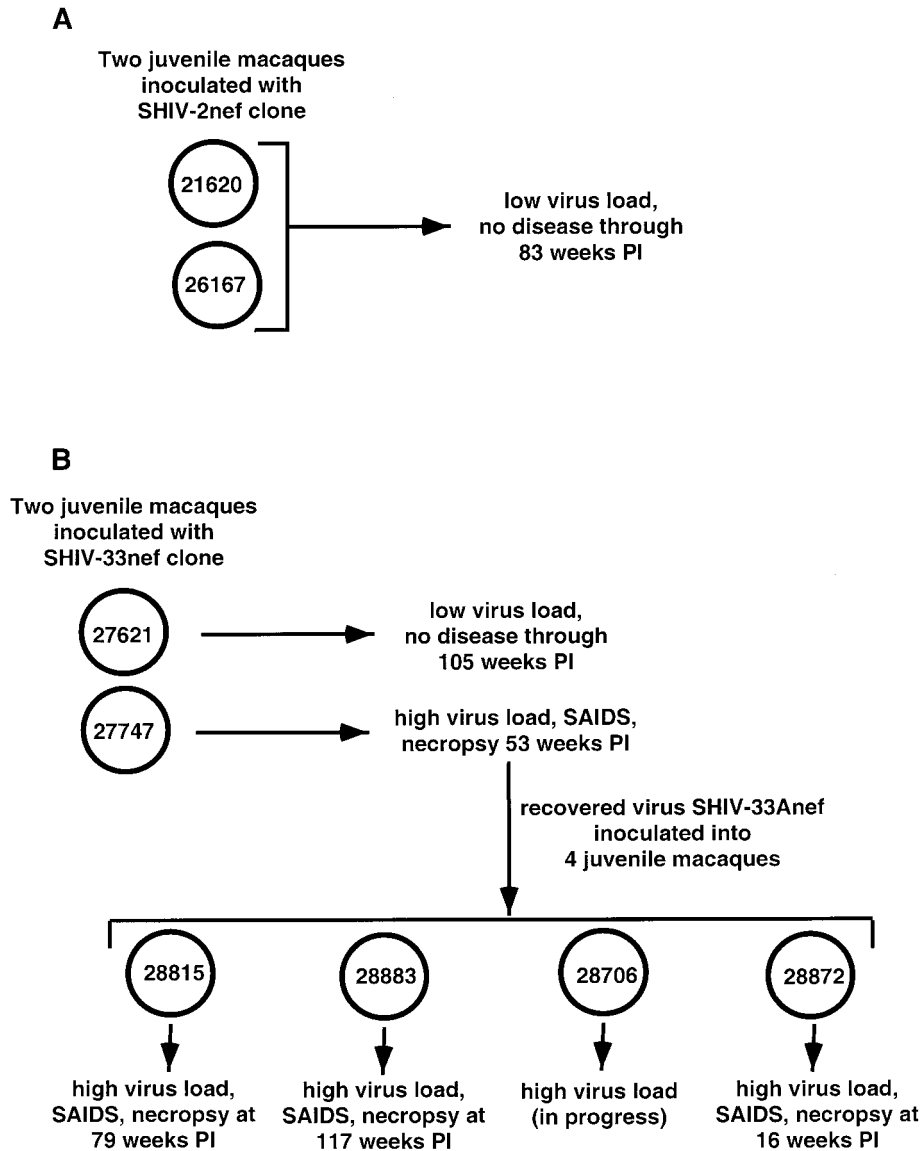 A
Two juvenile macaques
inoculated with
SHIV-2nef clone
21620
26167
low virus load,
no disease through
83 weeks PI
B
Two juvenile macaques
inoculated with
SHIV-33nef clone
27621
low virus load,
no disease through
105 weeks PI
27747
high virus load, SAIDS,
necropsy 53 weeks PI
recovered virus SHIV-33Anef
inoculated into
4 juvenile macaques
28815
28883
28706
28872
high virus load,
SAIDS, necropsy at
79 weeks PI
high virus load,
SAIDS, necropsy at
117 weeks PI
high virus load
(in progress)
high virus load,
SAIDS, necropsy at
16 weeks PI